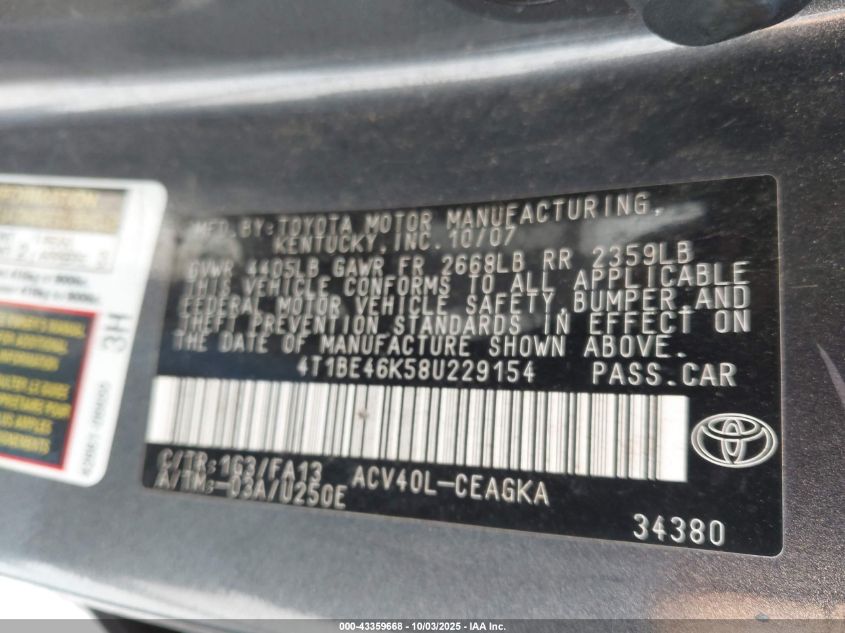 MFD. BY: TOYOTA MOTOR MANUFACTURING,
KENTUCKY, INC. 10/07
GVWR 4405LB GAWR FR 2668LB RR 2359LB
THIS VEHICLE CONFORMS TO ALL APPLICABLE
FEDERAL MOTOR VEHICLE SAFETY, BUMPER AND
THEFT PREVENTION STANDARDS IN EFFECT ON
THE DATE OF MANUFACTURE SHOWN ABOVE.
4T1BE46K58U229154 PASS.CAR
C/TR:1G3/FA13
A/TM:-03A/U250E
ACV40L-CEAGKA
34380
3H
000-43359668 - 10/03/2025 - IAA Inc.